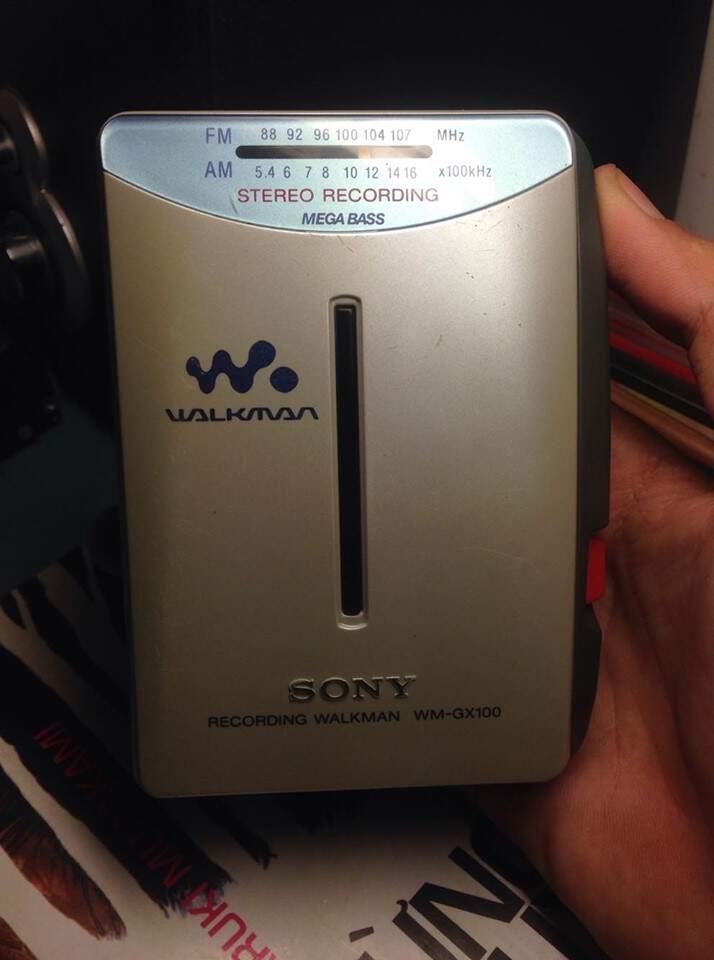 FM 88 92 96 100 104 107 MHz
AM 5.4 6 7 8 10 12 14 16 x100kHz
STEREO RECORDING
MEGA BASS
WALKMAN
SONY
RECORDING WALKMAN WM-GX100